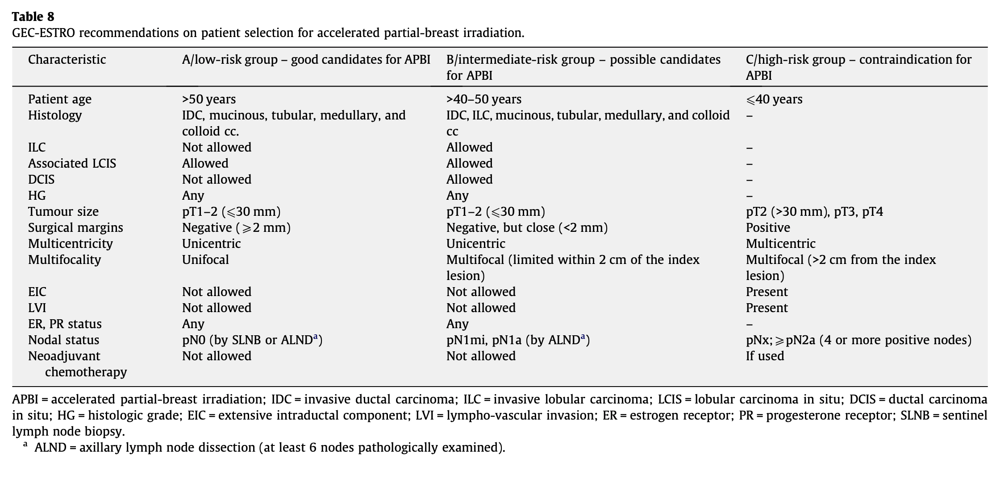 Table 8
GEC-ESTRO recommendations on patient selection for accelerated partial-breast irradiation.
Characteristic A/low-risk group – good candidates for APBI B/intermediate-risk group – possible candidates for APBI C/high-risk group – contraindication for APBI
Patient age >50 years >40–50 years ⩽40 years
Histology IDC, mucinous, tubular, medullary, and colloid cc. IDC, ILC, mucinous, tubular, medullary, and colloid cc –
ILC Not allowed Allowed –
Associated LCIS Allowed Allowed –
DCIS Not allowed Allowed –
HG Any Any –
Tumour size pT1–2 (⩽30 mm) pT1–2 (⩽30 mm) pT2 (>30 mm), pT3, pT4
Surgical margins Negative (⩾2 mm) Negative, but close (<2 mm) Positive
Multicentricity Unicentric Unicentric Multicentric
Multifocality Unifocal Multifocal (limited within 2 cm of the index lesion) Multifocal (>2 cm from the index lesion)
EIC Not allowed Not allowed Present
LVI Not allowed Not allowed Present
ER, PR status Any Any –
Nodal status pN0 (by SLNB or ALNDa) pN1mi, pN1a (by ALNDa) pNx; ⩾pN2a (4 or more positive nodes)
Neoadjuvant chemotherapy Not allowed Not allowed If used
APBI = accelerated partial-breast irradiation; IDC = invasive ductal carcinoma; ILC = invasive lobular carcinoma; LCIS = lobular carcinoma in situ; DCIS = ductal carcinoma
in situ; HG = histologic grade; EIC = extensive intraductal component; LVI = lympho-vascular invasion; ER = estrogen receptor; PR = progesterone receptor; SLNB = sentinel
lymph node biopsy.
a ALND = axillary lymph node dissection (at least 6 nodes pathologically examined).